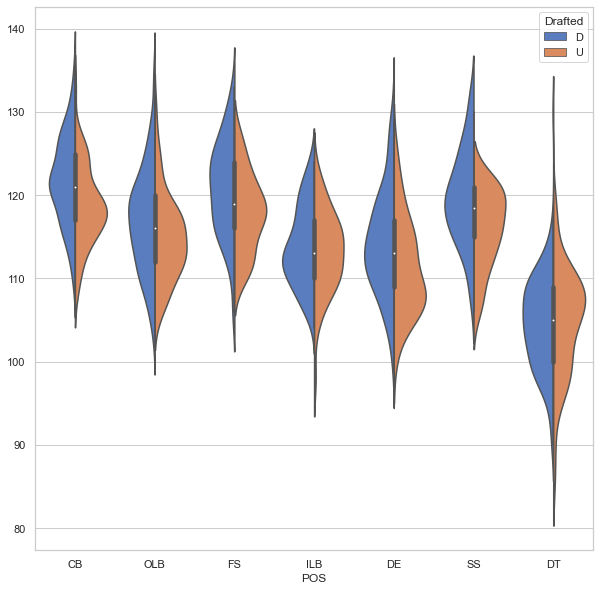 Drafted
D
U
140
130
120
110
100
90
80
CB OLB FS ILB DE SS DT
POS